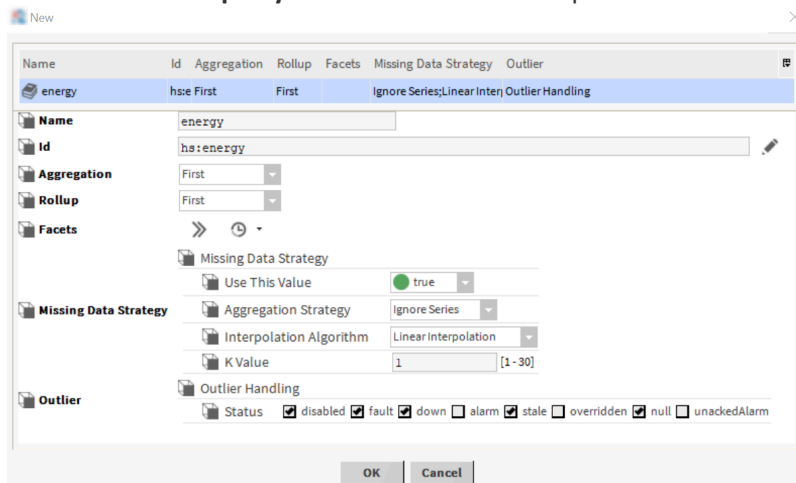 New
Name Id Aggregation Rollup Facets Missing Data Strategy Outlier
energy hs:e First First Ignore Series;Linear Interp Outlier Handling
Name energy
Id hs:energy
Aggregation First
Rollup First
Facets
Missing Data Strategy
Use This Value true
Missing Data Strategy Aggregation Strategy Ignore Series
Interpolation Algorithm Linear Interpolation
K Value 1 [1 - 30]
Outlier Handling
Outlier
Status disabled fault down alarm stale overridden null unackedAlarm
OK Cancel